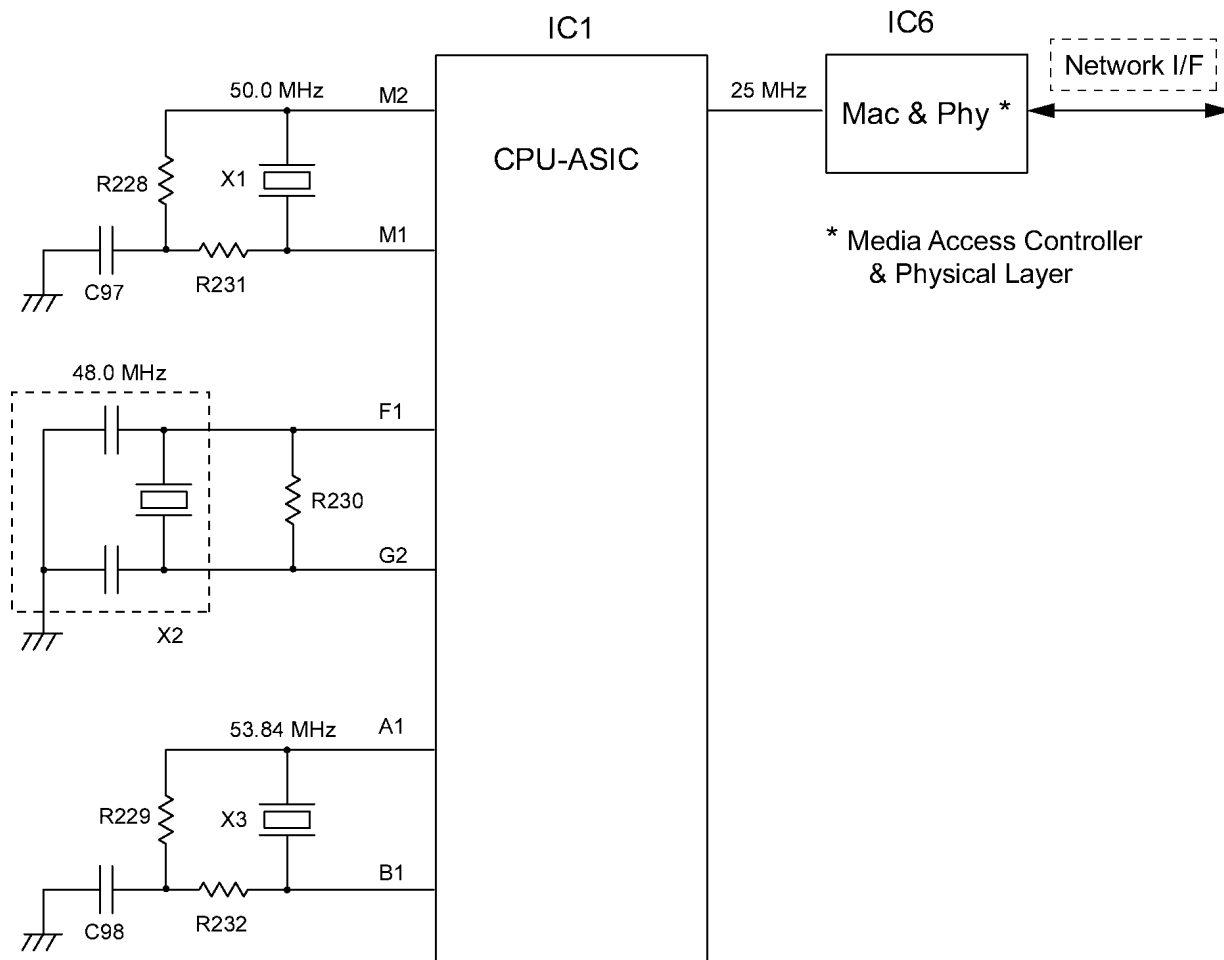 IC1
IC6
Network I/F
50.0 MHz
M2
25 MHz
Mac & Phy *
CPU-ASIC
R228
X1
M1
* Media Access Controller
& Physical Layer
C97
R231
48.0 MHz
F1
R230
G2
X2
53.84 MHz
A1
R229
X3
B1
C98
R232